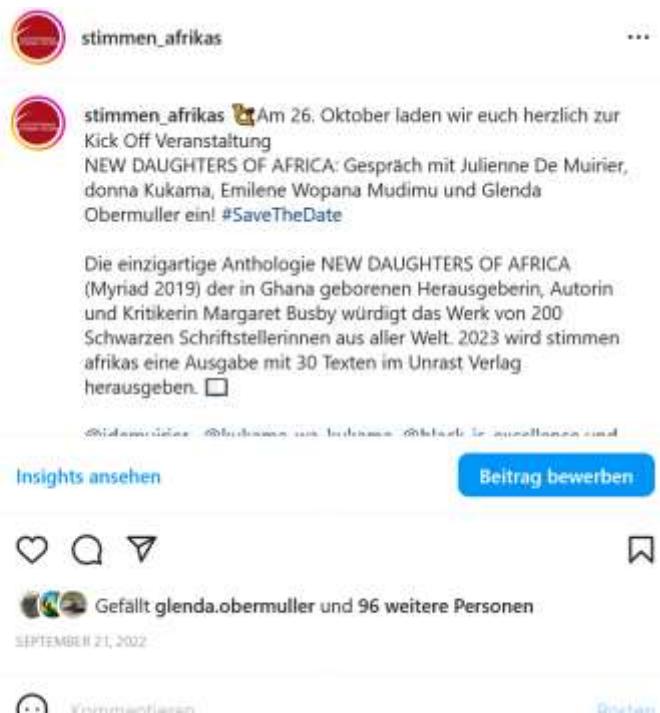 stimmen_afrikas
stimmen_afrikas Am 26. Oktober laden wir euch herzlich zur
Kick Off Veranstaltung
NEW DAUGHTERS OF AFRICA: Gespräch mit Julienne De Muirier,
donna Kukama, Emilene Wopana Mudimu und Glenda
Obermuller ein! #SaveTheDate
Die einzigartige Anthologie NEW DAUGHTERS OF AFRICA
(Myriad 2019) der in Ghana geborenen Herausgeberin, Autorin
und Kritikerin Margaret Busby würdigt das Werk von 200
Schwarzen Schriftstellerinnen aus aller Welt. 2023 wird stimmen
afrikas eine Ausgabe mit 30 Texten im Unrast Verlag
herausgeben.
Insights ansehen
Beitrag bewerben
Gefällt glenda.obermuller und 96 weitere Personen
SEPTEMBER 21, 2022
Kommentieren
Posten